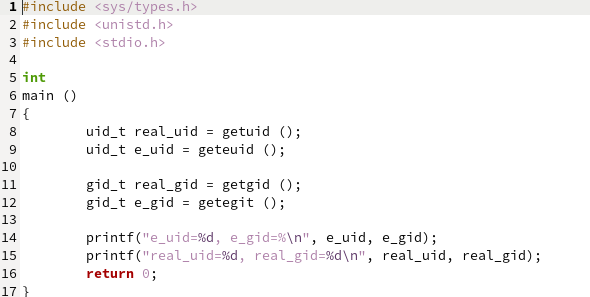 1 #include <sys/types.h>
2 #include <unistd.h>
3 #include <stdio.h>
4
5 int
6 main ()
7 {
8         uid_t real_uid = getuid ();
9         uid_t e_uid = geteuid ();
10
11         gid_t real_gid = getgid ();
12         gid_t e_gid = getegit ();
13
14         printf("e_uid=%d, e_gid=%\n", e_uid, e_gid);
15         printf("real_uid=%d, real_gid=%d\n", real_uid, real_gid);
16         return 0;
17 }